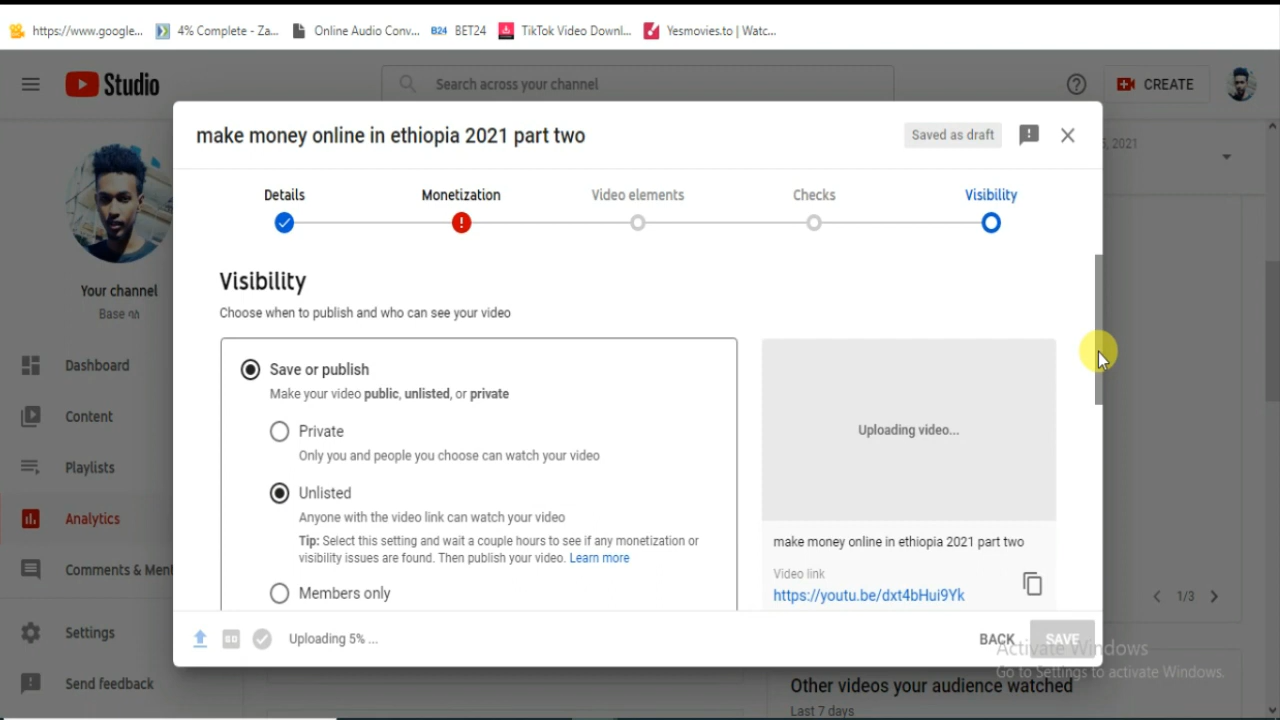 https://www.google...
4% Complete - Za...
Online Audio Conv...
B24 BET24
TikTok Video Downl...
Yesmovies.to | Watc...
Studio
Search across your channel
CREATE
make money online in ethiopia 2021 part two
Saved as draft
, 2021
Details
Monetization
Video elements
Checks
Visibility
Visibility
Choose when to publish and who can see your video
Your channel
Base ላሊ
Save or publish
Make your video public, unlisted, or private
Private
Only you and people you choose can watch your video
Unlisted
Anyone with the video link can watch your video
Tip: Select this setting and wait a couple hours to see if any monetization or
visibility issues are found. Then publish your video. Learn more
Members only
Uploading video...
make money online in ethiopia 2021 part two
Video link
https://youtu.be/dxt4bHui9Yk
Dashboard
Content
Playlists
Analytics
Comments & Ment
Settings
Send feedback
1/3
SD
Uploading 5% ...
BACK
SAVE
Activate Windows
Go to Settings to activate Windows.
Other videos your audience watched
Last 7 days